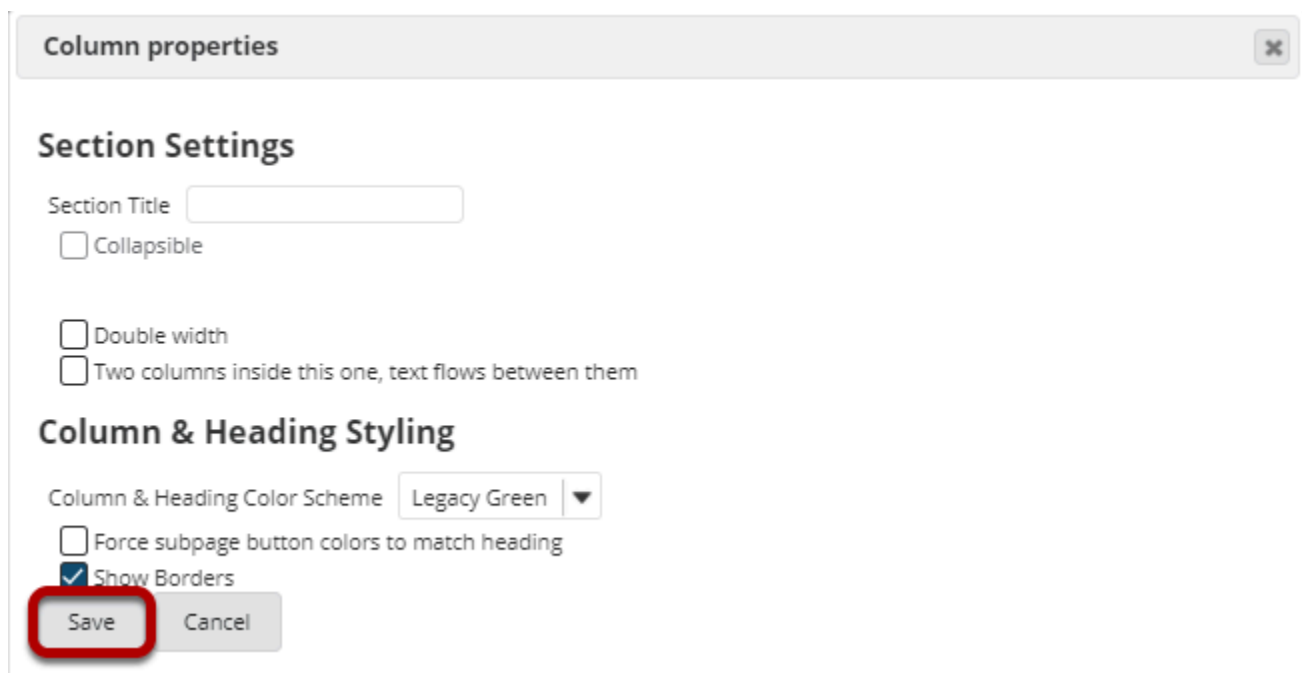 Column properties
Section Settings
Section Title
Collapsible
Double width
Two columns inside this one, text flows between them
Column & Heading Styling
Column & Heading Color Scheme Legacy Green
Force subpage button colors to match heading
Show Borders
Save Cancel